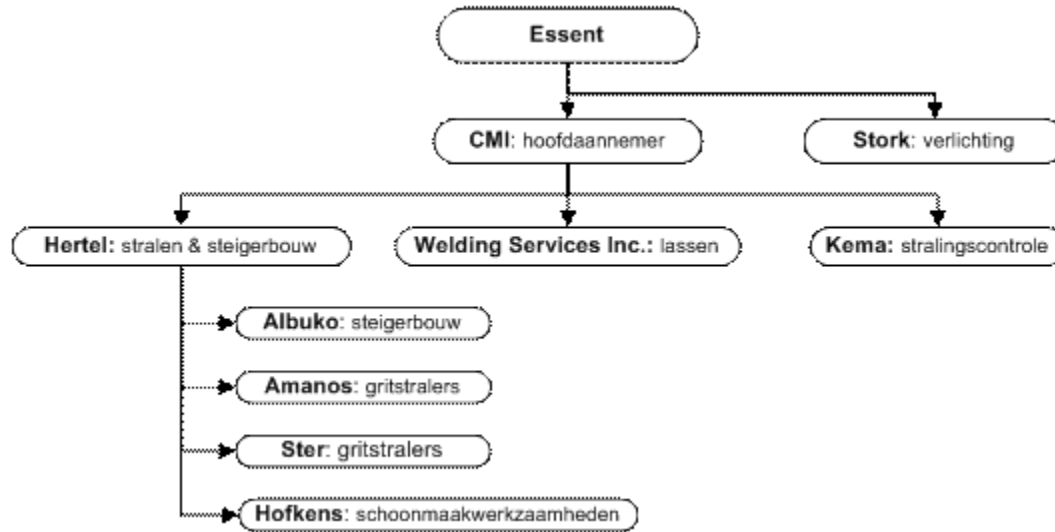 Essent
CMI: hoofdaannemer
Stork: verlichting
Hertel: stralen & steigerbouw
Welding Services Inc.: lassen
Kema: stralingscontrole
Albuko: steigerbouw
Amanos: gritstralers
Ster: gritstralers
Hofkens: schoonmaakwerkzaamheden